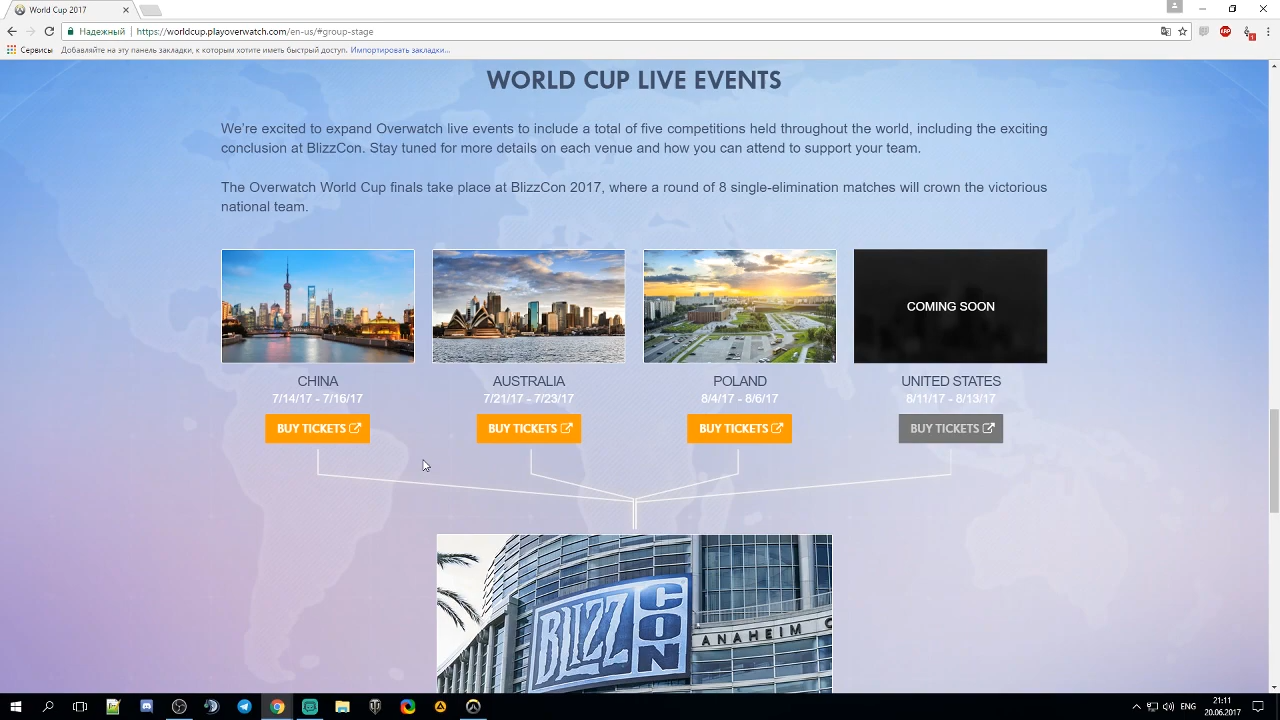 World Cup 2017
Надежный | https://worldcup.playoverwatch.com/en-us/#group-stage
Сервисы Добавляйте на эту панель закладки, к которым хотите иметь быстрый доступ. Импортировать закладки...
ABP
1
WORLD CUP LIVE EVENTS
We're excited to expand Overwatch live events to include a total of five competitions held throughout the world, including the exciting
conclusion at BlizzCon. Stay tuned for more details on each venue and how you can attend to support your team.
The Overwatch World Cup finals take place at BlizzCon 2017, where a round of 8 single-elimination matches will crown the victorious
national team.
COMING SOON
CHINA AUSTRALIA POLAND UNITED STATES
7/14/17 - 7/16/17 7/21/17 - 7/23/17 8/4/17 - 8/6/17 8/11/17 - 8/13/17
BUY TICKETS BUY TICKETS BUY TICKETS BUY TICKETS
BLIZZ CON
ANAHEIM C
ENG
21:11
20.06.2017